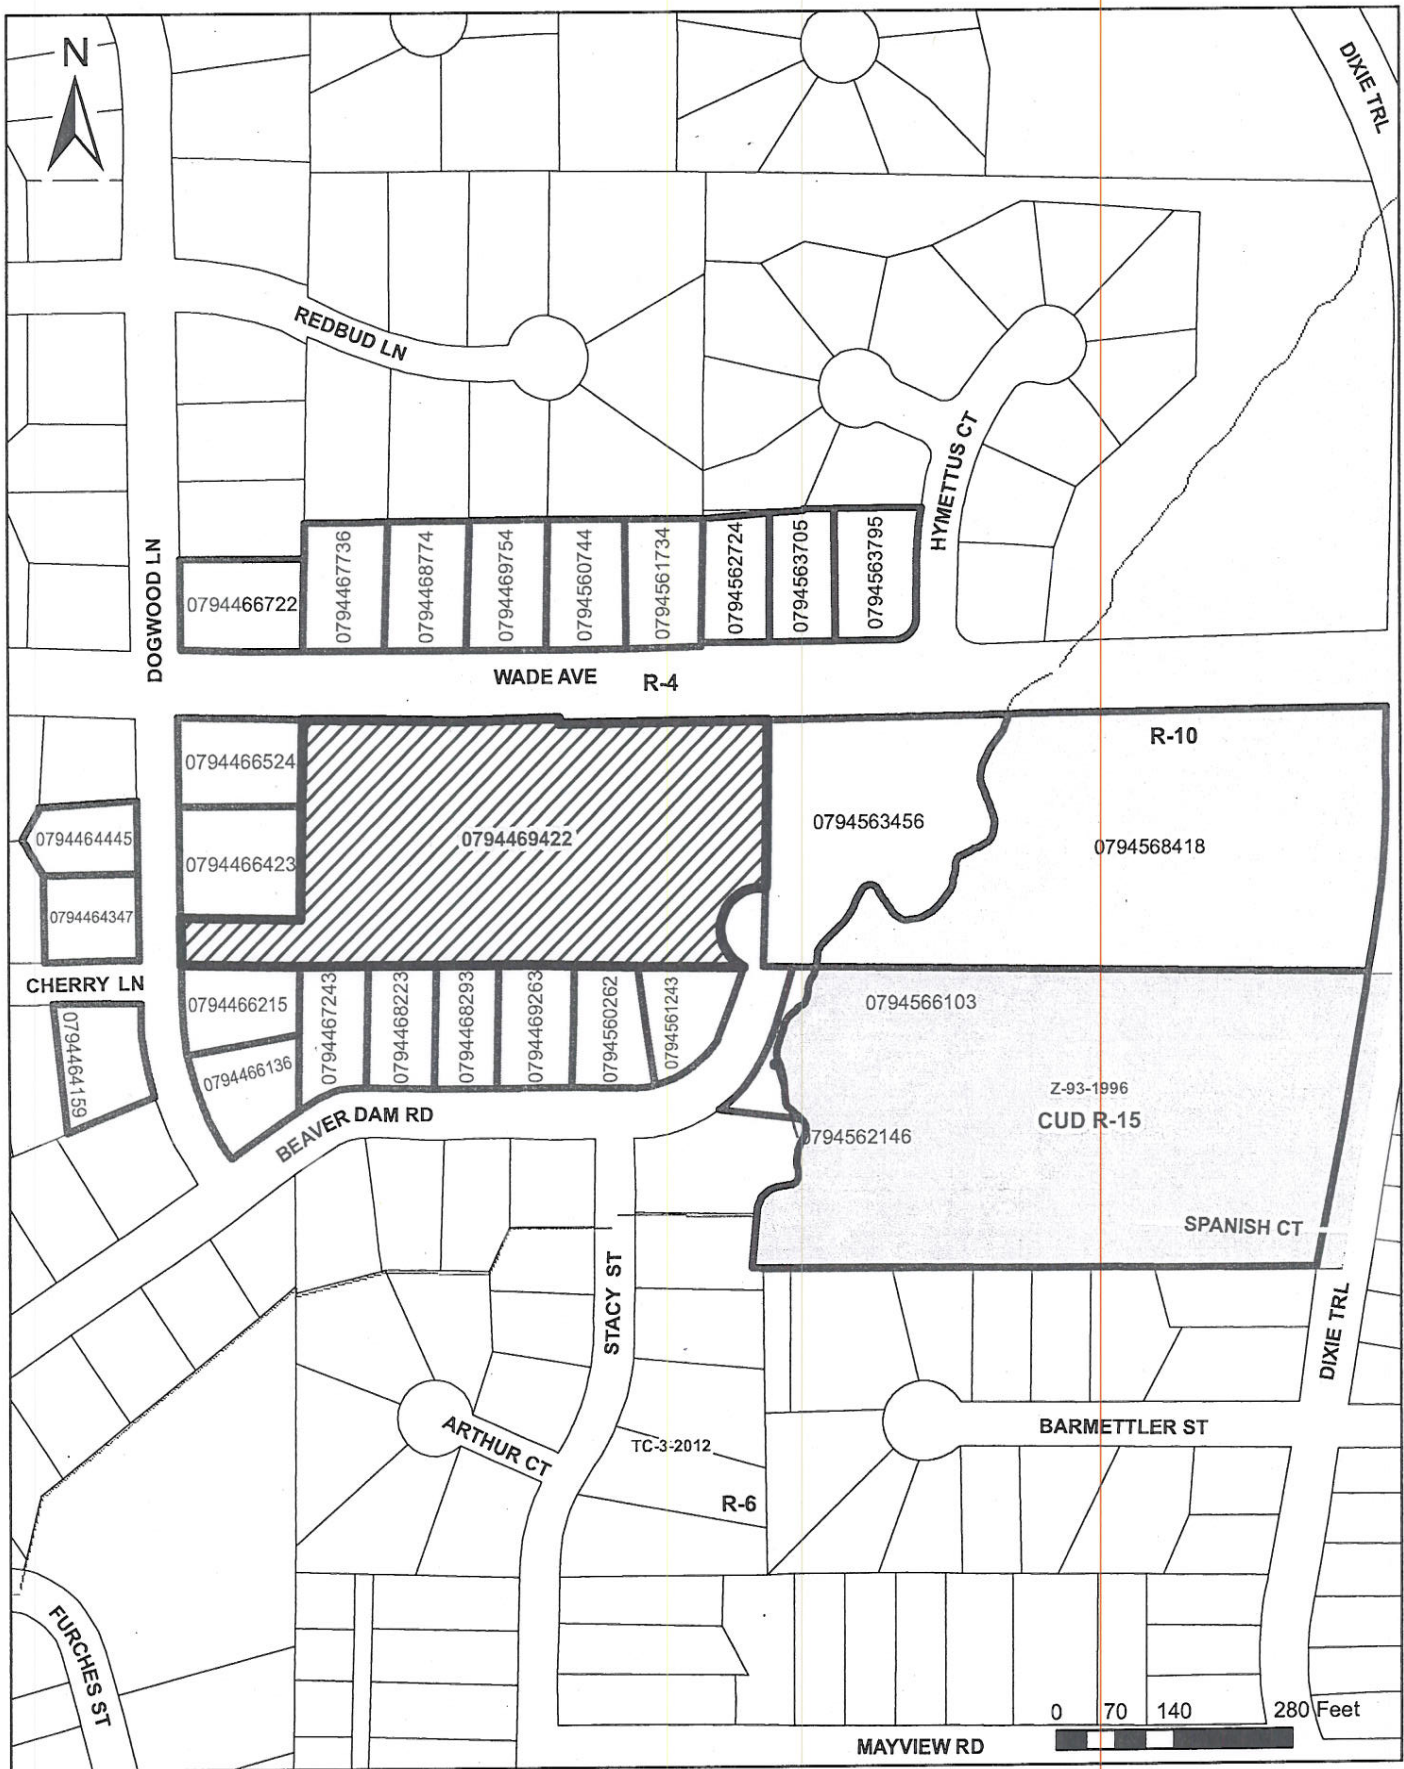 N
DIXIE TRL
REDBUD LN
HYMETTUS CT
DOGWOOD LN
0794466722
0794467736
0794468774
0794469754
0794560744
0794561734
0794562724
0794563705
0794563795
WADE AVE
R-4
R-10
0794466524
0794464445
0794466423
0794469422
0794563456
0794568418
0794464347
CHERRY LN
0794466215
0794467243
0794468223
0794468293
0794469263
0794560262
0794561243
0794566103
0794464159
0794466136
Z-93-1996
CUD R-15
BEAVER DAM RD
0794562146
SPANISH CT
STACY ST
DIXIE TRL
ARTHUR CT
TC-3-2012
BARMETTLER ST
R-6
FURCHES ST
0 70 140 280 Feet
MAYVIEW RD